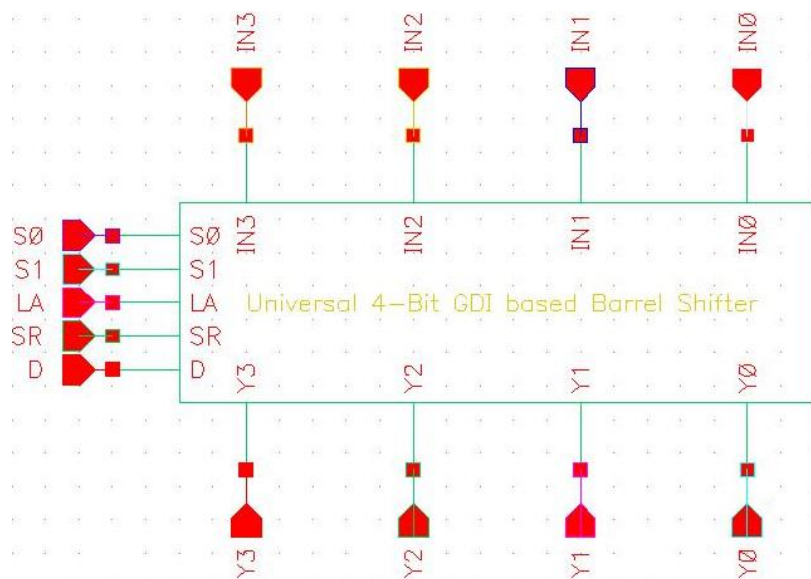 IN3 IN2 IN1 IN0
S0 S0 IN3 IN2 IN1 IN0
S1 S1
LA Universal 4-Bit GDI based Barrel Shifter
LA
SR SR
D D Y3 Y2 Y1 Y0
Y3 Y2 Y1 Y0